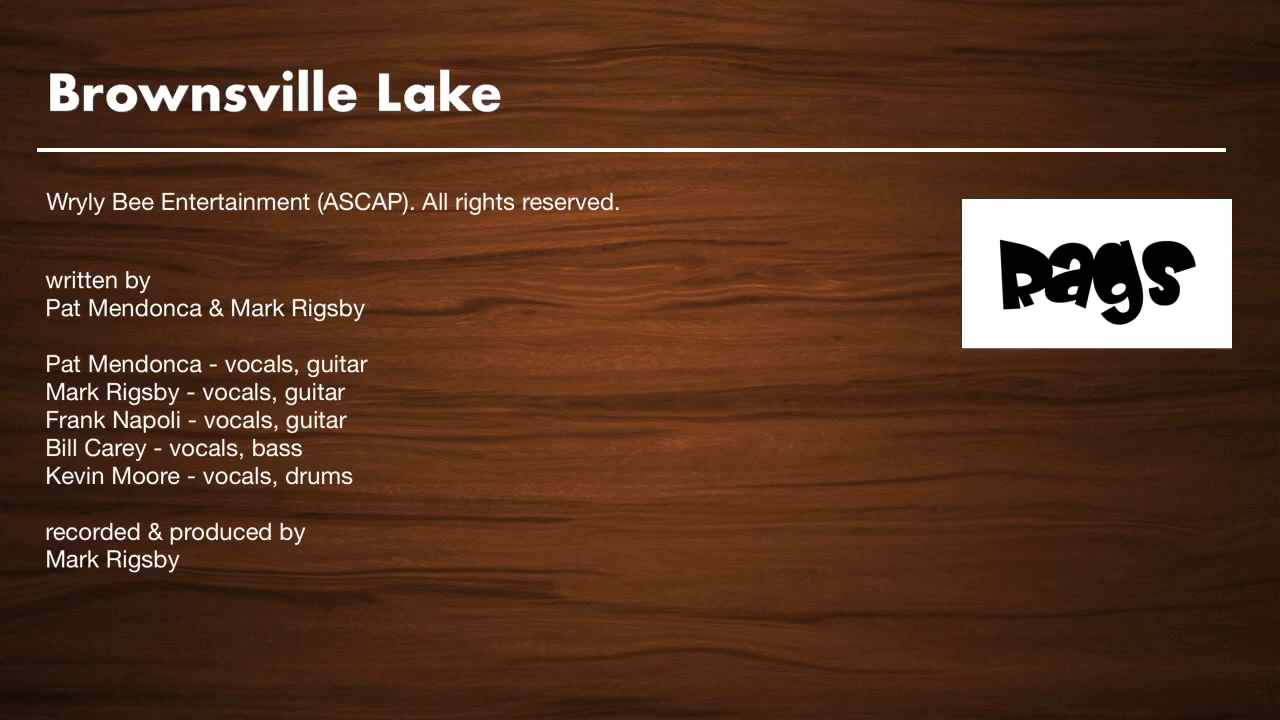 Brownsville Lake
Wryly Bee Entertainment (ASCAP). All rights reserved.
Rags
written by
Pat Mendonca & Mark Rigsby
Pat Mendonca - vocals, guitar
Mark Rigsby - vocals, guitar
Frank Napoli - vocals, guitar
Bill Carey - vocals, bass
Kevin Moore - vocals, drums
recorded & produced by
Mark Rigsby